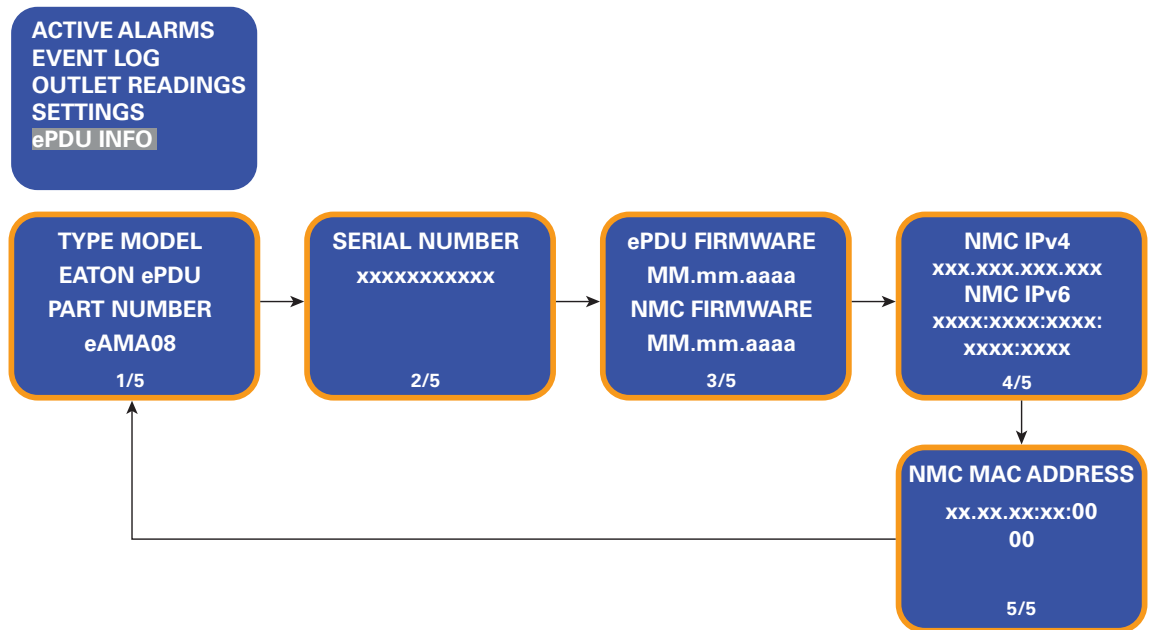 ACTIVE ALARMS
EVENT LOG
OUTLET READINGS
SETTINGS
ePDU INFO
TYPE MODEL
EATON ePDU
PART NUMBER
eAMA08
1/5
SERIAL NUMBER
xxxxxxxxxxx
2/5
ePDU FIRMWARE
MM.mm.aaaa
NMC FIRMWARE
MM.mm.aaaa
3/5
NMC IPv4
xxx.xxx.xxx.xxx
NMC IPv6
xxxx:xxxx:xxxx:
xxxx:xxxx
4/5
NMC MAC ADDRESS
xx.xx.xx:xx:00
00
5/5